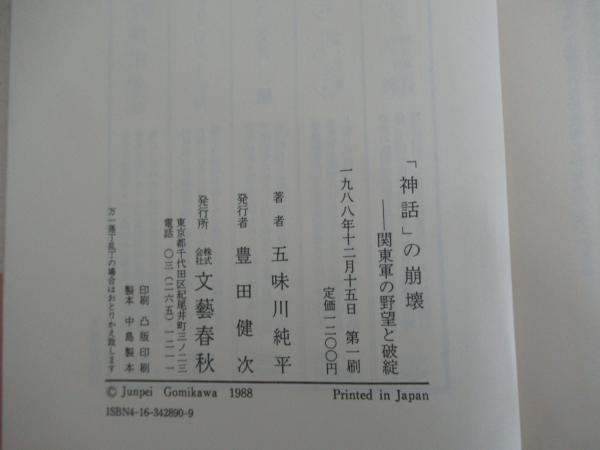 「神話」の崩壊
──関東軍の野望と破綻
一九八八年十二月十五日 第一刷
定価一二〇〇円
著者 五味川純平
発行者 豊田健次
発行所 株式会社 文藝春秋
東京都千代田区紀尾井町三ノ二三
電話 〇三(二六五)一二一一
印刷 凸版印刷
製本 中島製本
万一落丁乱丁の場合はおとりかえ致します
© Junpei Gomikawa 1988 Printed in Japan
ISBN4-16-342890-9